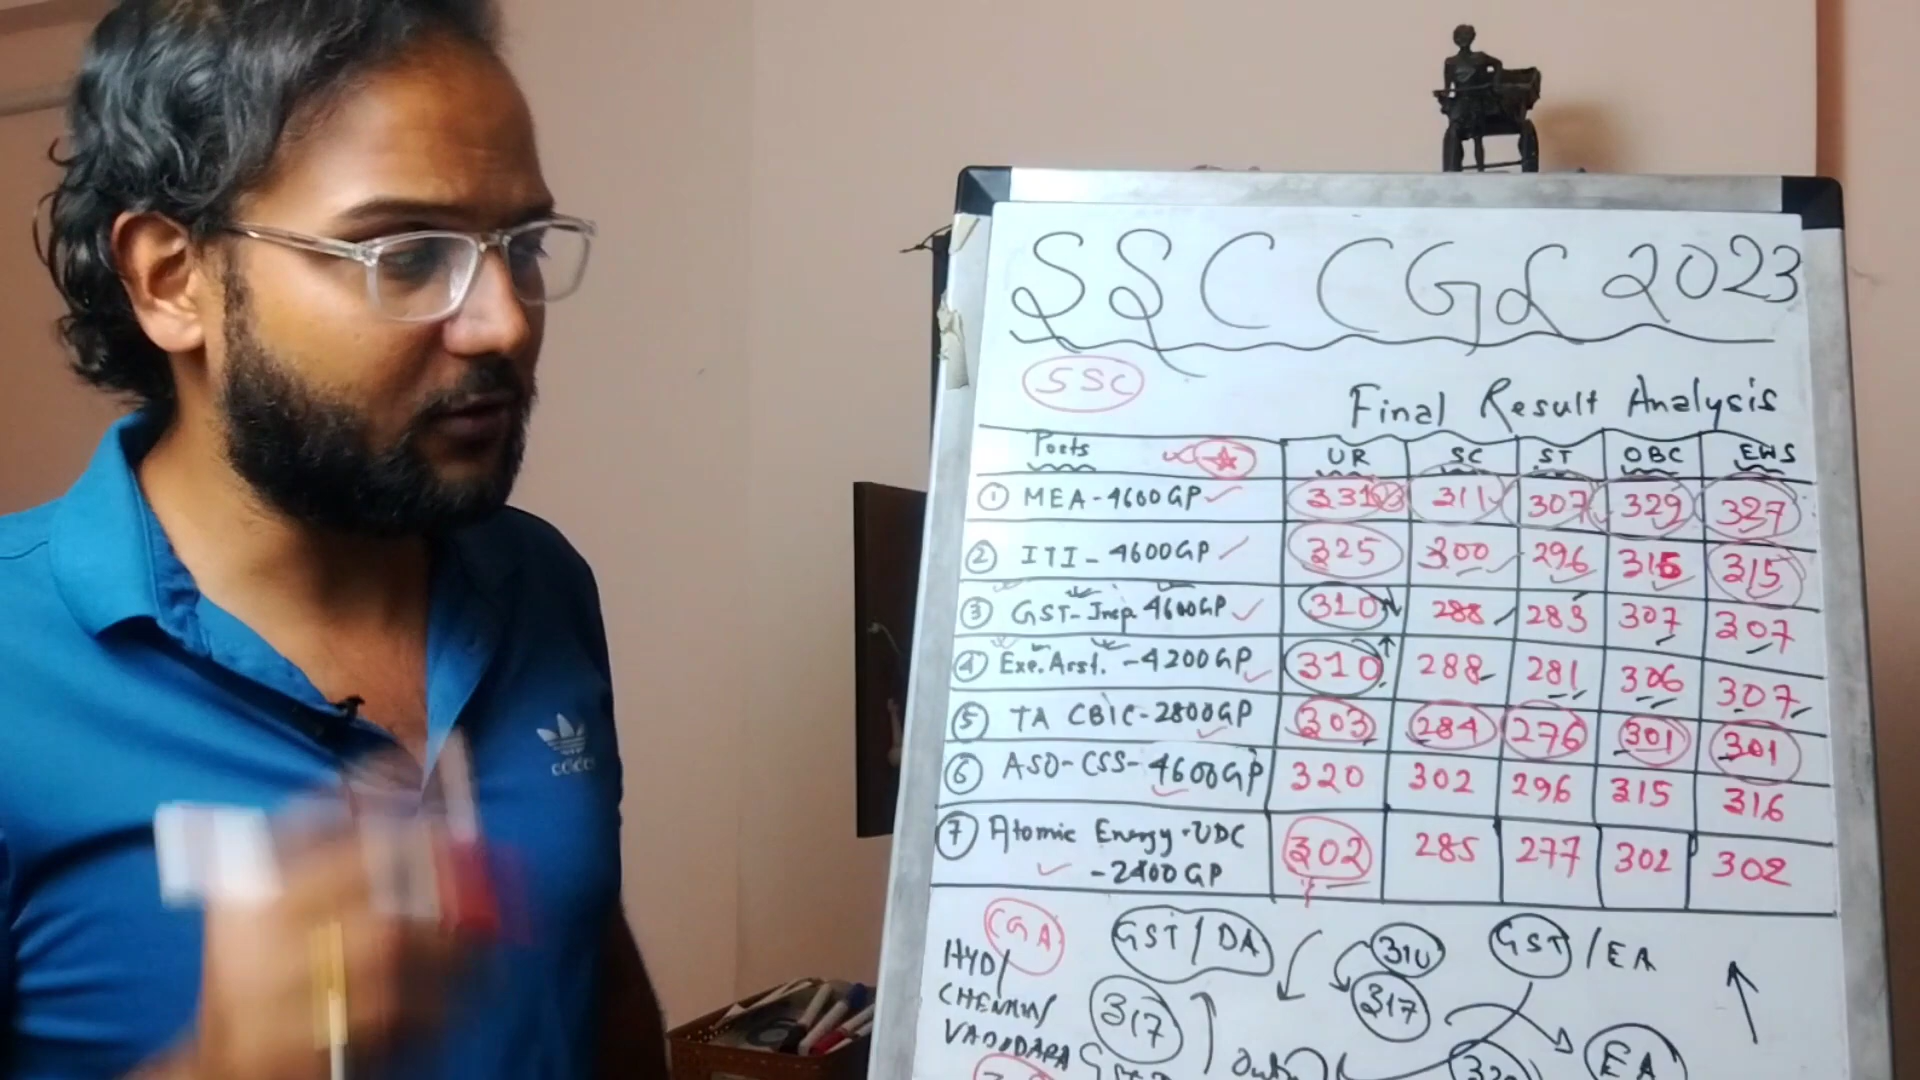 SSC CGL 2023
SSC
Final Result Analysis
Posts UR SC ST OBC EWS
① MEA-4600GP 331 311 307 329 327
② ITI-4600GP 325 300 296 315 315
③ GST-Insp. 4600GP 310 288 283 307 307
④ Exe. Asst. -4200GP 310 288 281 306 307
⑤ TA CBIC-2800GP 303 284 276 301 301
⑥ ASO-CSS-4600GP 320 302 296 315 316
⑦ Atomic Energy-UDC 302 285 277 302 302
-2400GP
CGA GST/DA 310 GST/EA
HYD/
CHENNAI/ 317 317
VADODARA EA
adidas